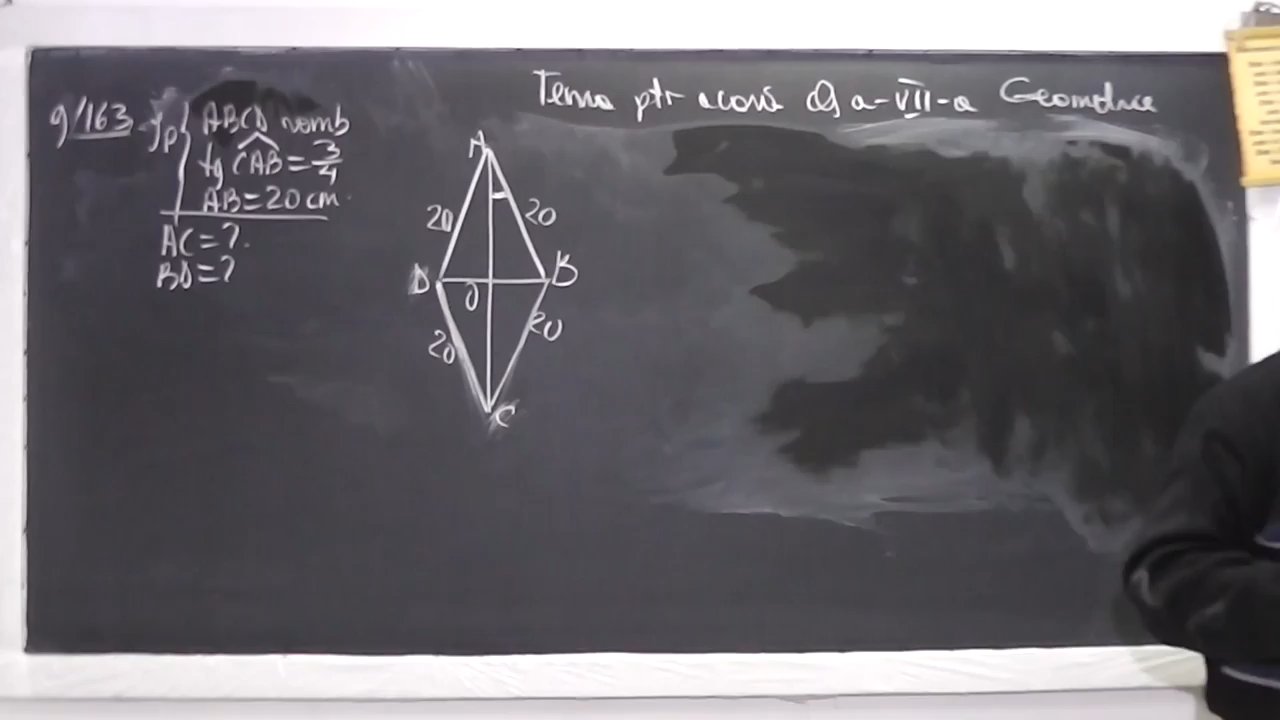 Tema ptr acasă cl a-VII-a Geometrie
9/163 Jp ABCD romb
tg CAB = 3/4
AB = 20 cm.
AC = ?.
BD = ?
A
20 20
D O B
20 20
C